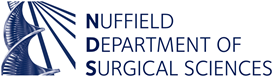 NUFFIELD
DEPARTMENT OF
SURGICAL SCIENCES